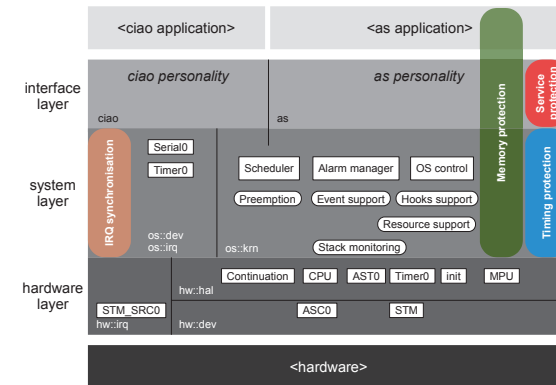 <ciao application>
<as application>
interface
layer
ciao personality
as personality
ciao
as
Memory protection
Service
protection
system
layer
IRQ synchronisation
Serial0
Timer0
os::dev
os::irq
Scheduler
Alarm manager
OS control
Preemption
Event support
Hooks support
Resource support
Stack monitoring
os::krn
Timing protection
hardware
layer
Continuation
CPU
AST0
Timer0
init
MPU
hw::hal
STM_SRC0
hw::irq
ASC0
STM
hw::dev
<hardware>